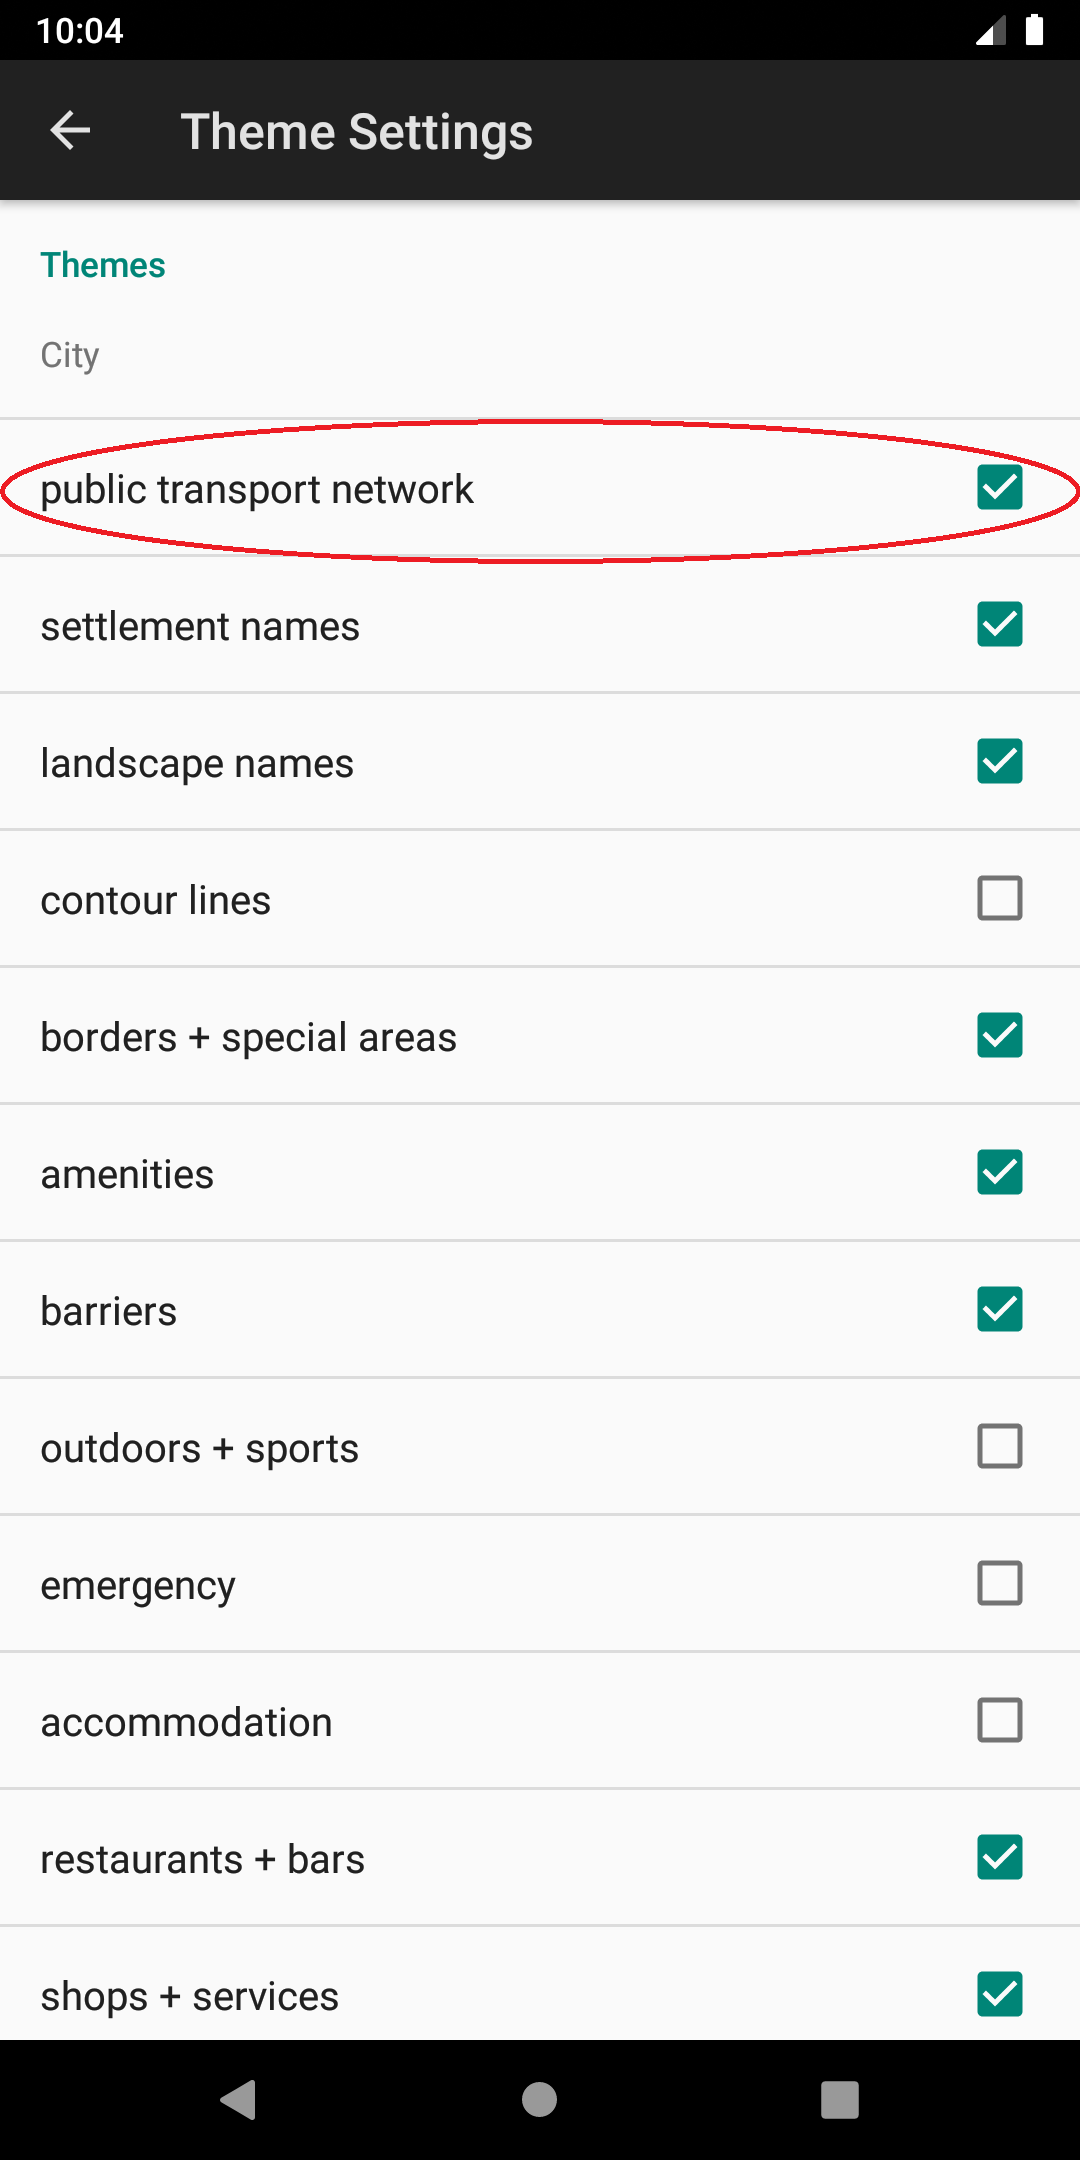 10:04
Theme Settings
Themes
City
public transport network
settlement names
landscape names
contour lines
borders + special areas
amenities
barriers
outdoors + sports
emergency
accommodation
restaurants + bars
shops + services